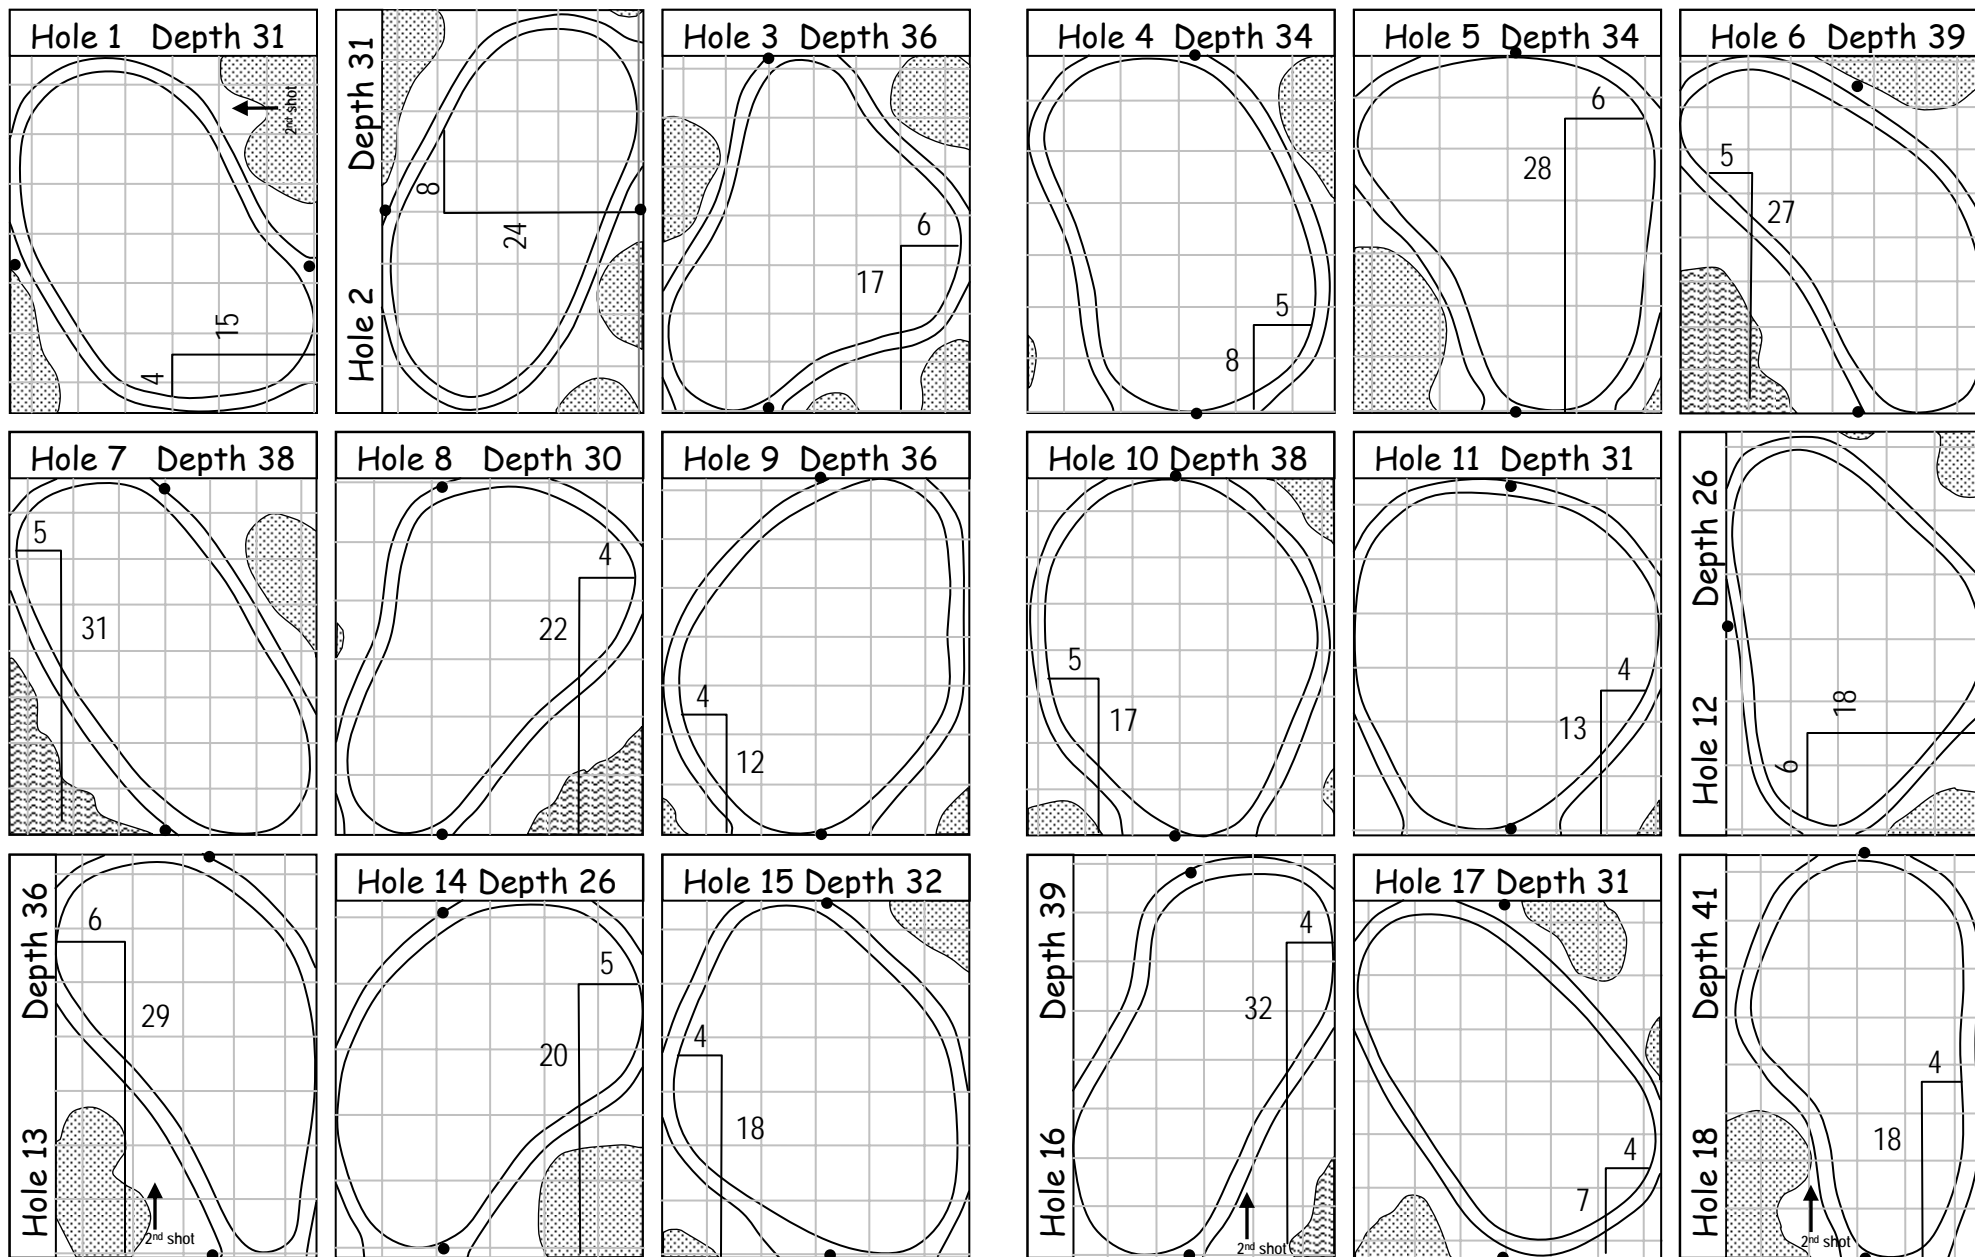 Hole 1 Depth 31
2nd shot
15
4
Hole 2 Depth 31
8
24
Hole 3 Depth 36
6
17
Hole 4 Depth 34
5
8
Hole 5 Depth 34
6
28
Hole 6 Depth 39
5
27
Hole 7 Depth 38
5
31
Hole 8 Depth 30
4
22
Hole 9 Depth 36
4
12
Hole 10 Depth 38
5
17
Hole 11 Depth 31
4
13
Hole 12 Depth 26
18
6
Hole 13 Depth 36
6
29
2nd shot
Hole 14 Depth 26
5
20
Hole 15 Depth 32
4
18
Hole 16 Depth 39
4
32
2nd shot
Hole 17 Depth 31
4
7
Hole 18 Depth 41
4
18
2nd shot